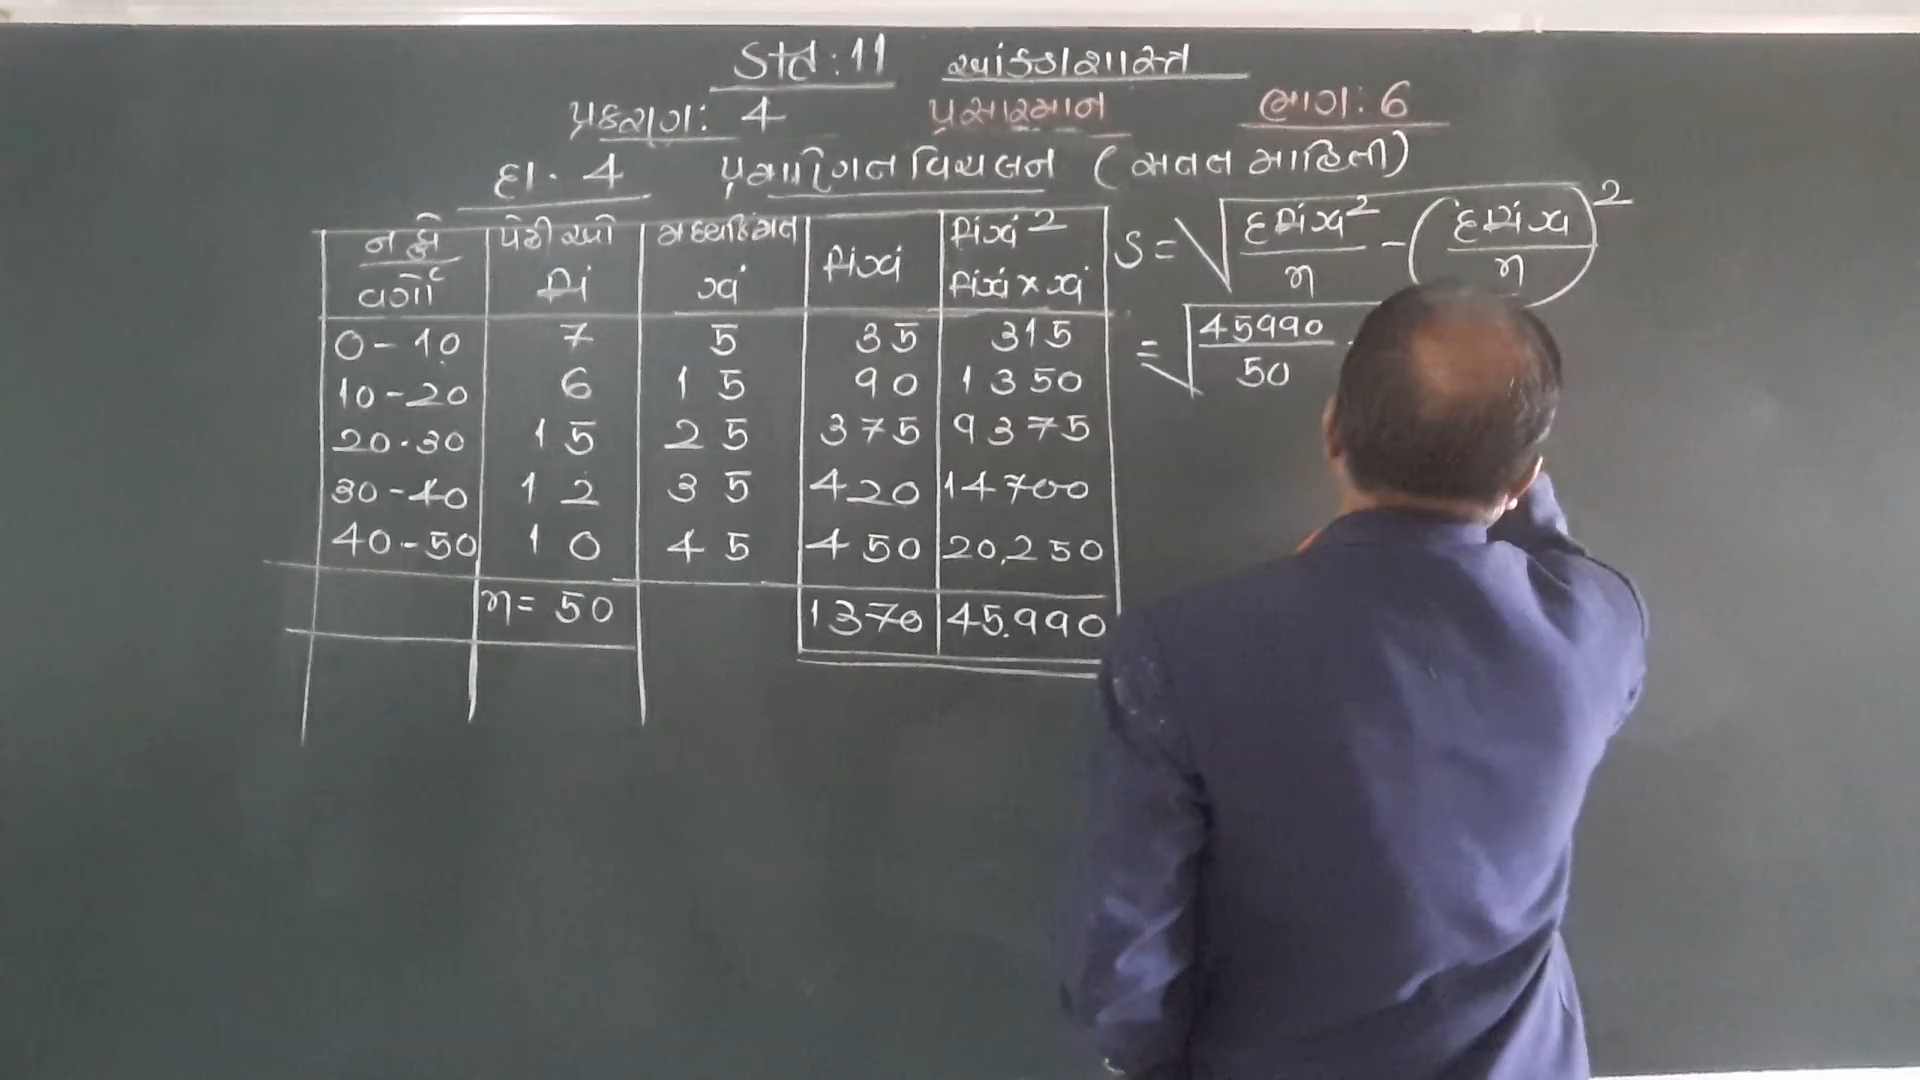 ધોરણ : 11 આંકડાશાસ્ત્ર
પ્રકરણ : 4 પ્રસારમાન ભાગ : 6
દા. 4 પ્રમાણિત વિચલન (સતત માહિતી)
નફો વર્ગો | પેઢીઓ fi | મધ્યકિંમત xi | fixi | fixi² fixi × xi
0-10 7 5 35 315
10-20 6 15 90 1350
20-30 15 25 375 9375
30-40 12 35 420 14700
40-50 10 45 450 20,250
n = 50 1370 45.990
S = √ Σfixi²/n - (Σfixi/n)²
= √ 45990/50